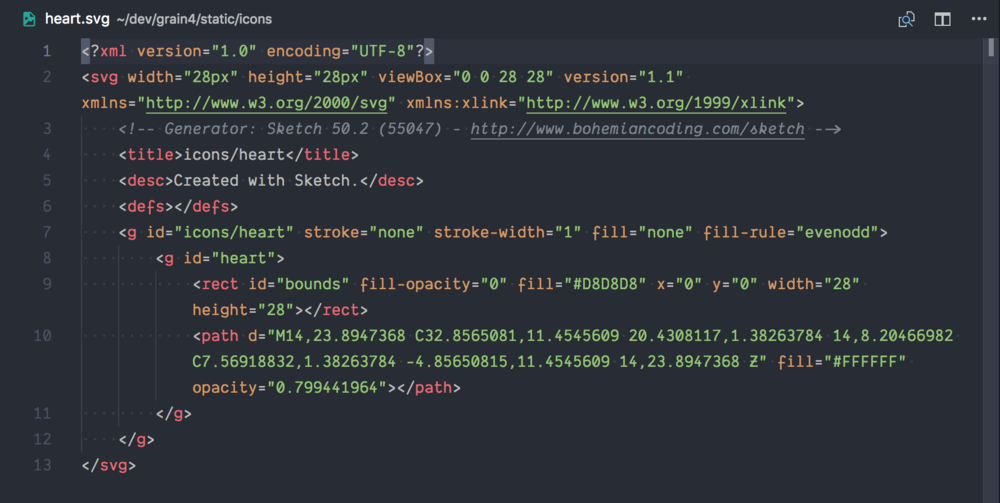 heart.svg ~/dev/grain4/static/icons
1 <?xml version="1.0" encoding="UTF-8"?>
2 <svg width="28px" height="28px" viewBox="0 0 28 28" version="1.1"
xmlns="http://www.w3.org/2000/svg" xmlns:xlink="http://www.w3.org/1999/xlink">
3 <!-- Generator: Sketch 50.2 (55047) - http://www.bohemiancoding.com/sketch -->
4 <title>icons/heart</title>
5 <desc>Created with Sketch.</desc>
6 <defs></defs>
7 <g id="icons/heart" stroke="none" stroke-width="1" fill="none" fill-rule="evenodd">
8 <g id="heart">
9 <rect id="bounds" fill-opacity="0" fill="#D8D8D8" x="0" y="0" width="28"
height="28"></rect>
10 <path d="M14,23.8947368 C32.8565081,11.4545609 20.4308117,1.38263784 14,8.20466982
C7.56918832,1.38263784 -4.85650815,11.4545609 14,23.8947368 Z" fill="#FFFFFF"
opacity="0.799441964"></path>
11 </g>
12 </g>
13 </svg>